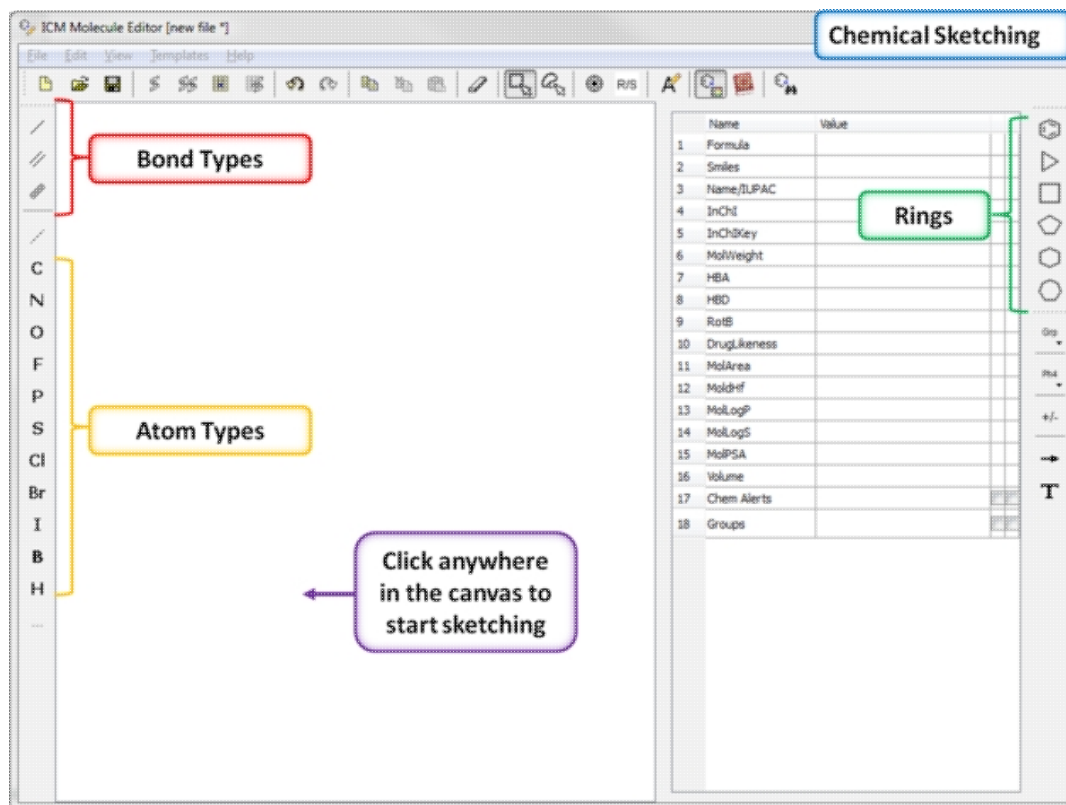 ICM Molecule Editor [new file *]
Chemical Sketching
File Edit View Templates Help
R/S
Bond Types
Name Value
1 Formula
2 Smiles
3 Name/IUPAC
4 InChI
5 InChIKey
6 MolWeight
7 HBA
8 HBD
9 RotB
10 DrugLikeness
11 MolArea
12 MoldHf
13 MolLogP
14 MolLogS
15 MolPSA
16 Volume
17 Chem Alerts
18 Groups
Rings
C
N
O
F
P
S
Cl
Br
I
B
H
...
Atom Types
Click anywhere
in the canvas to
start sketching
Grp
Ph4
+/-
T